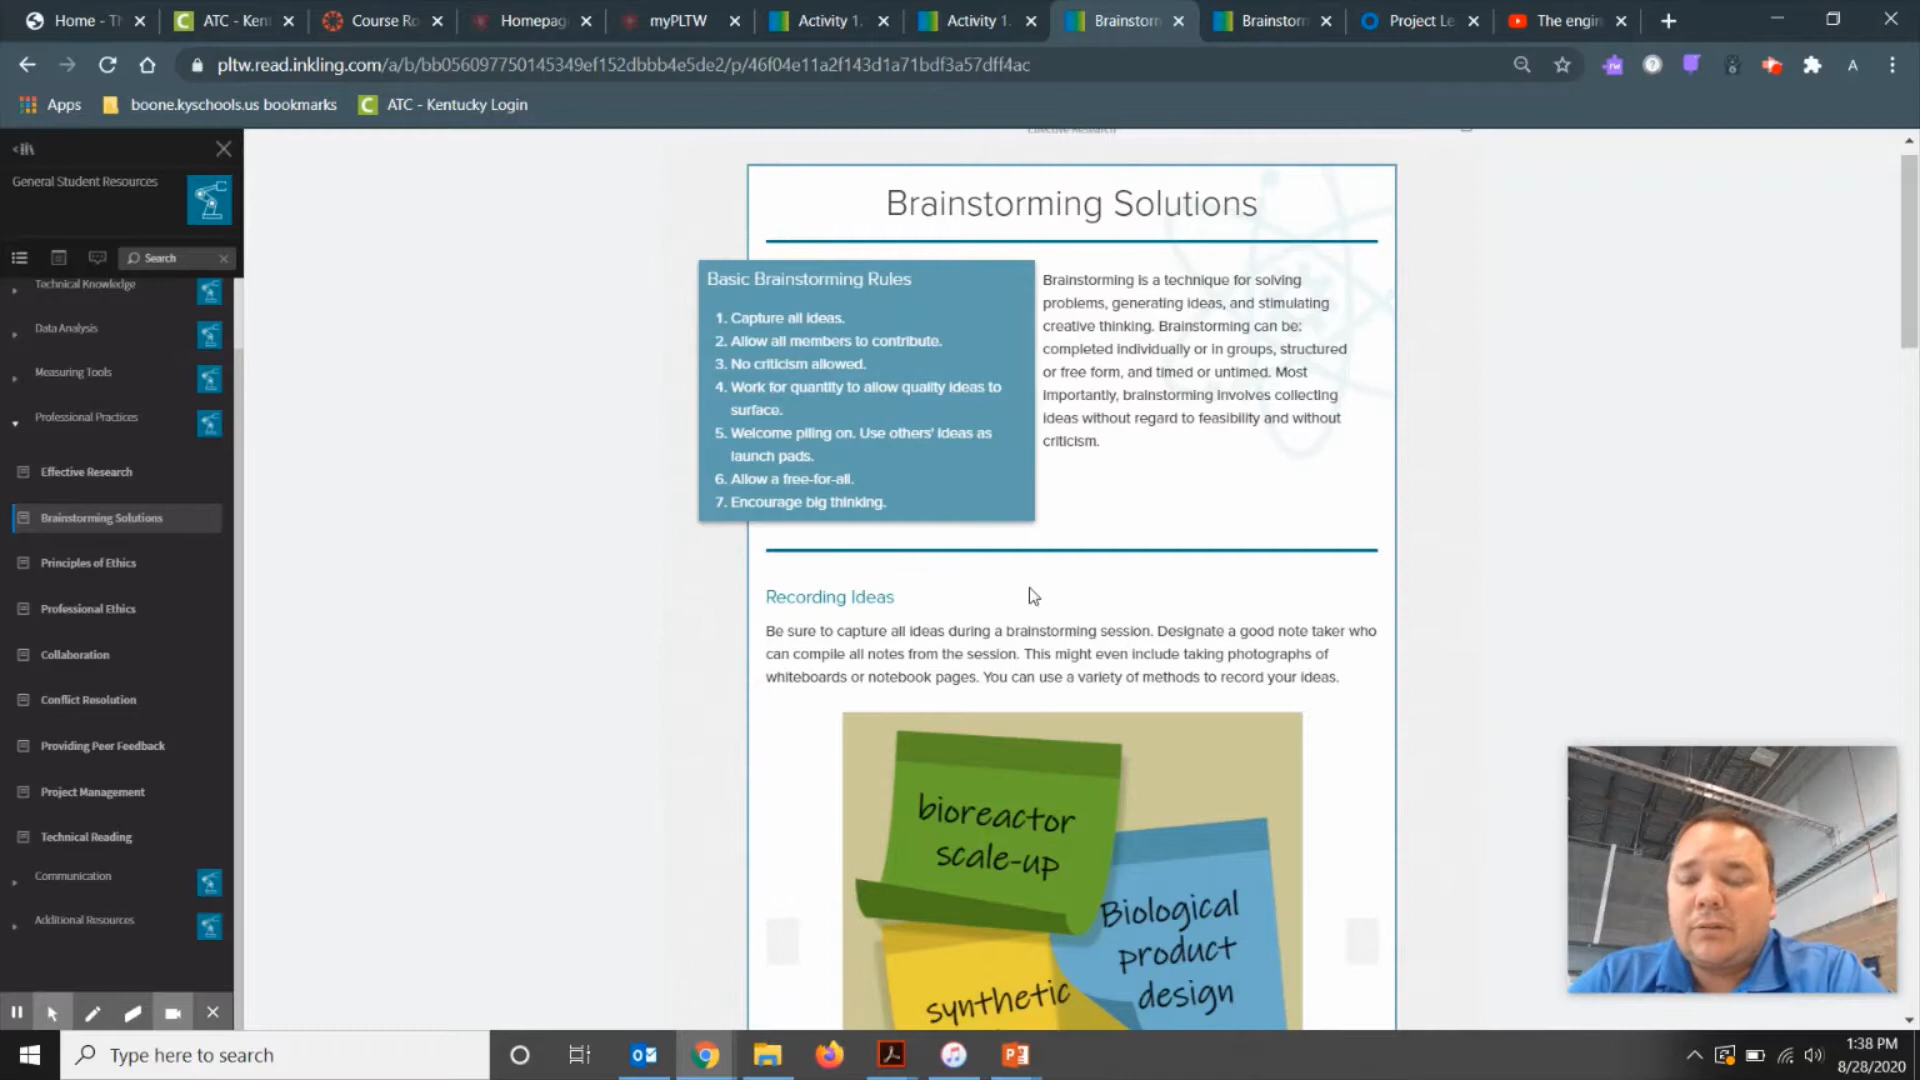 Home - Th
ATC - Kent
Course Ro
Homepag
myPLTW
Activity 1.
Activity 1.
Brainstorm
Brainstorm
Project Le
The engin
pltw.read.inkling.com/a/b/bb056097750145349ef152dbbb4e5de2/p/46f04e11a2f143d1a71bdf3a57dff4ac
A
Apps
boone.kyschools.us bookmarks
ATC - Kentucky Login
General Student Resources
Search
Technical Knowledge
Data Analysis
Measuring Tools
Professional Practices
Effective Research
Brainstorming Solutions
Principles of Ethics
Professional Ethics
Collaboration
Conflict Resolution
Providing Peer Feedback
Project Management
Technical Reading
Communication
Additional Resources
Effective Research
Brainstorming Solutions
Basic Brainstorming Rules
1. Capture all ideas.
2. Allow all members to contribute.
3. No criticism allowed.
4. Work for quantity to allow quality ideas to
surface.
5. Welcome piling on. Use others' ideas as
launch pads.
6. Allow a free-for-all.
7. Encourage big thinking.
Brainstorming is a technique for solving
problems, generating ideas, and stimulating
creative thinking. Brainstorming can be:
completed individually or in groups, structured
or free form, and timed or untimed. Most
importantly, brainstorming involves collecting
ideas without regard to feasibility and without
criticism.
Recording Ideas
Be sure to capture all ideas during a brainstorming session. Designate a good note taker who
can compile all notes from the session. This might even include taking photographs of
whiteboards or notebook pages. You can use a variety of methods to record your ideas.
bioreactor
scale-up
Biological
product
design
synthetic
Type here to search
1:38 PM
8/28/2020